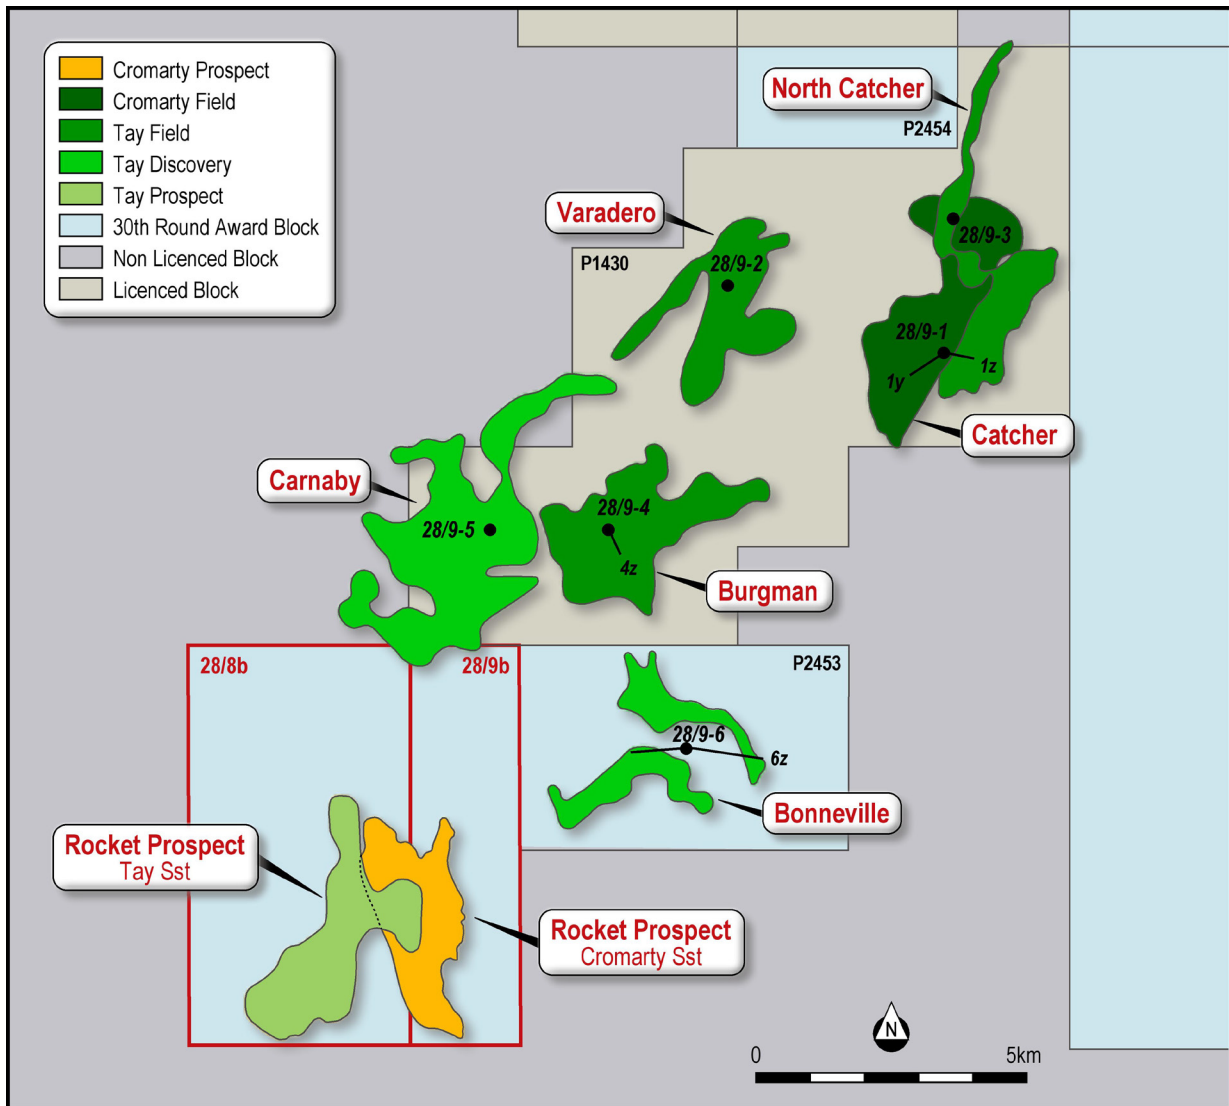 Cromarty Prospect
Cromarty Field
Tay Field
Tay Discovery
Tay Prospect
30th Round Award Block
Non Licenced Block
Licenced Block
North Catcher
P2454
Varadero
28/9-3
P1430
28/9-2
28/9-1
1y
1z
Catcher
Carnaby
28/9-5
28/9-4
4z
Burgman
28/8b
28/9b
P2453
28/9-6
6z
Bonneville
Rocket Prospect
Tay Sst
Rocket Prospect
Cromarty Sst
N
0
5km